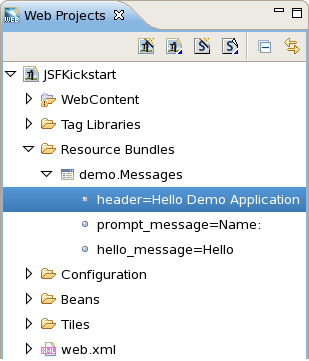 Web Projects
JSFKickstart
WebContent
Tag Libraries
Resource Bundles
demo.Messages
header=Hello Demo Application
prompt_message=Name:
hello_message=Hello
Configuration
Beans
Tiles
web.xml